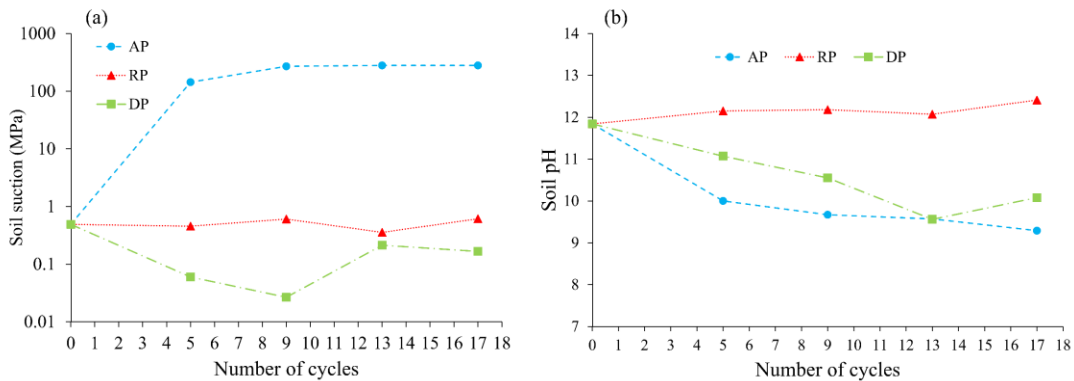 (a)
AP
RP
DP
Soil suction (MPa)
1000
100
10
1
0.1
0.01
0 1 2 3 4 5 6 7 8 9 10 11 12 13 14 15 16 17 18
Number of cycles
(b)
AP RP DP
Soil pH
14
13
12
11
10
9
8
7
0 1 2 3 4 5 6 7 8 9 10 11 12 13 14 15 16 17 18
Number of cycles